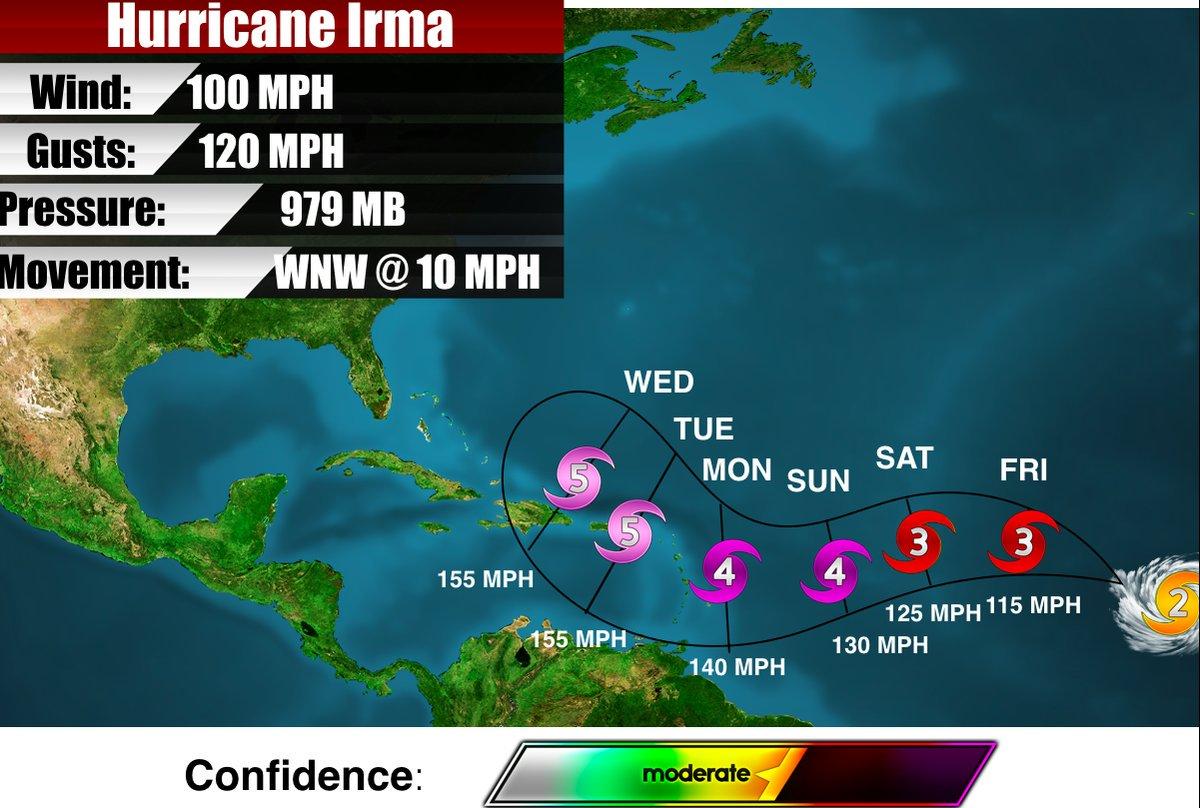 Hurricane Irma
Wind: 100 MPH
Gusts: 120 MPH
Pressure: 979 MB
Movement: WNW @ 10 MPH
WED
TUE
MON
SUN
SAT
FRI
5
5
4
4
3
3
2
155 MPH
155 MPH
140 MPH
130 MPH
125 MPH
115 MPH
Confidence: moderate